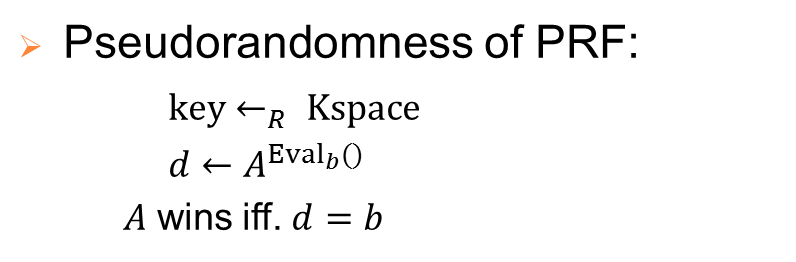 Pseudorandomness of PRF:
key ←R Kspace
d ← A^Eval_b()
A wins iff. d = b